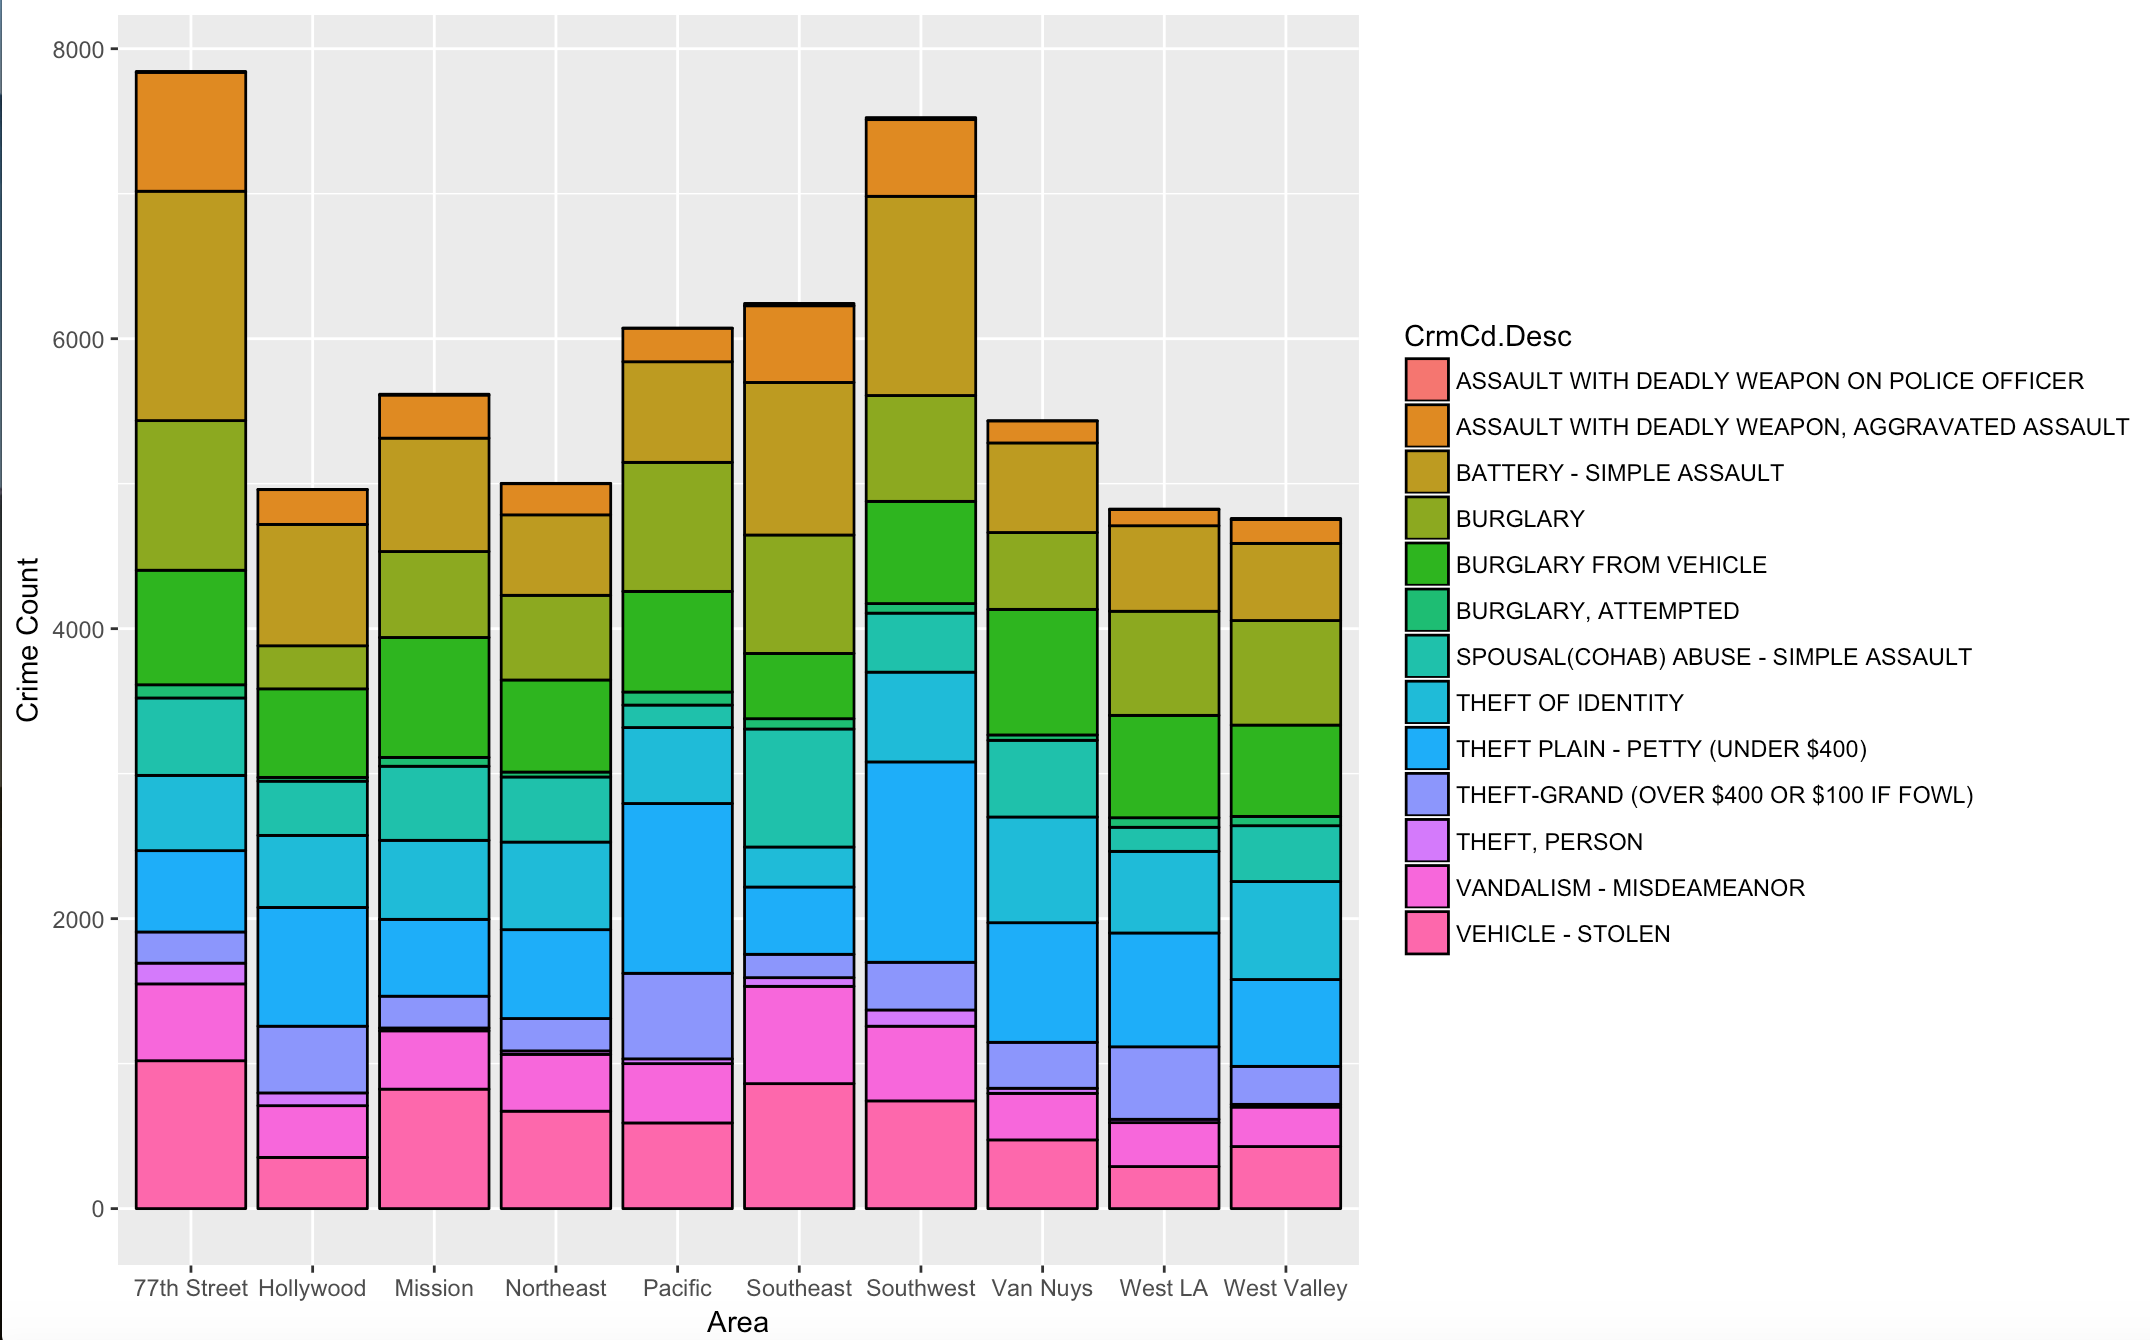 8000
6000
4000
2000
0
Crime Count
77th Street Hollywood Mission Northeast Pacific Southeast Southwest Van Nuys West LA West Valley
Area
CrmCd.Desc
ASSAULT WITH DEADLY WEAPON ON POLICE OFFICER
ASSAULT WITH DEADLY WEAPON, AGGRAVATED ASSAULT
BATTERY - SIMPLE ASSAULT
BURGLARY
BURGLARY FROM VEHICLE
BURGLARY, ATTEMPTED
SPOUSAL(COHAB) ABUSE - SIMPLE ASSAULT
THEFT OF IDENTITY
THEFT PLAIN - PETTY (UNDER $400)
THEFT-GRAND (OVER $400 OR $100 IF FOWL)
THEFT, PERSON
VANDALISM - MISDEAMEANOR
VEHICLE - STOLEN